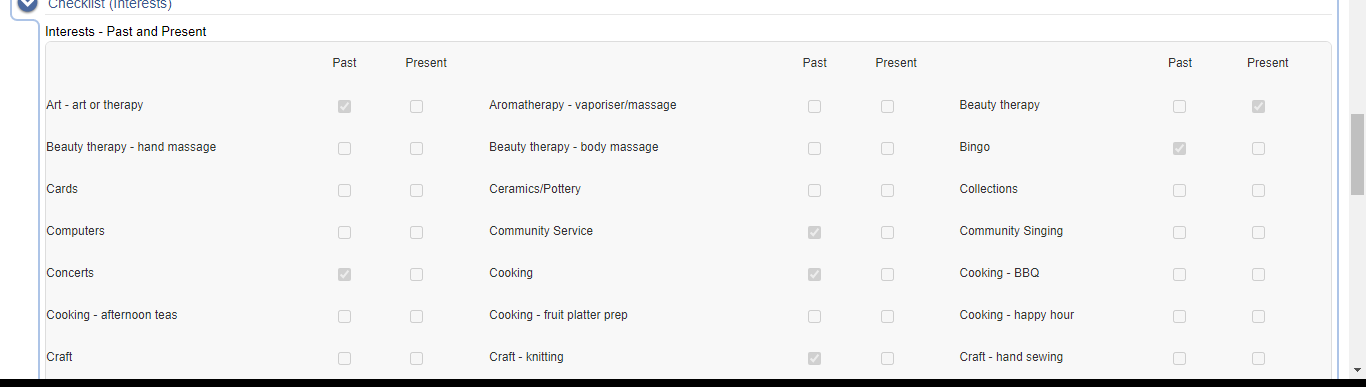 Checklist (Interests)
Interests - Past and Present
Past Present Past Present Past Present
Art - art or therapy Aromatherapy - vaporiser/massage Beauty therapy
Beauty therapy - hand massage Beauty therapy - body massage Bingo
Cards Ceramics/Pottery Collections
Computers Community Service Community Singing
Concerts Cooking Cooking - BBQ
Cooking - afternoon teas Cooking - fruit platter prep Cooking - happy hour
Craft Craft - knitting Craft - hand sewing